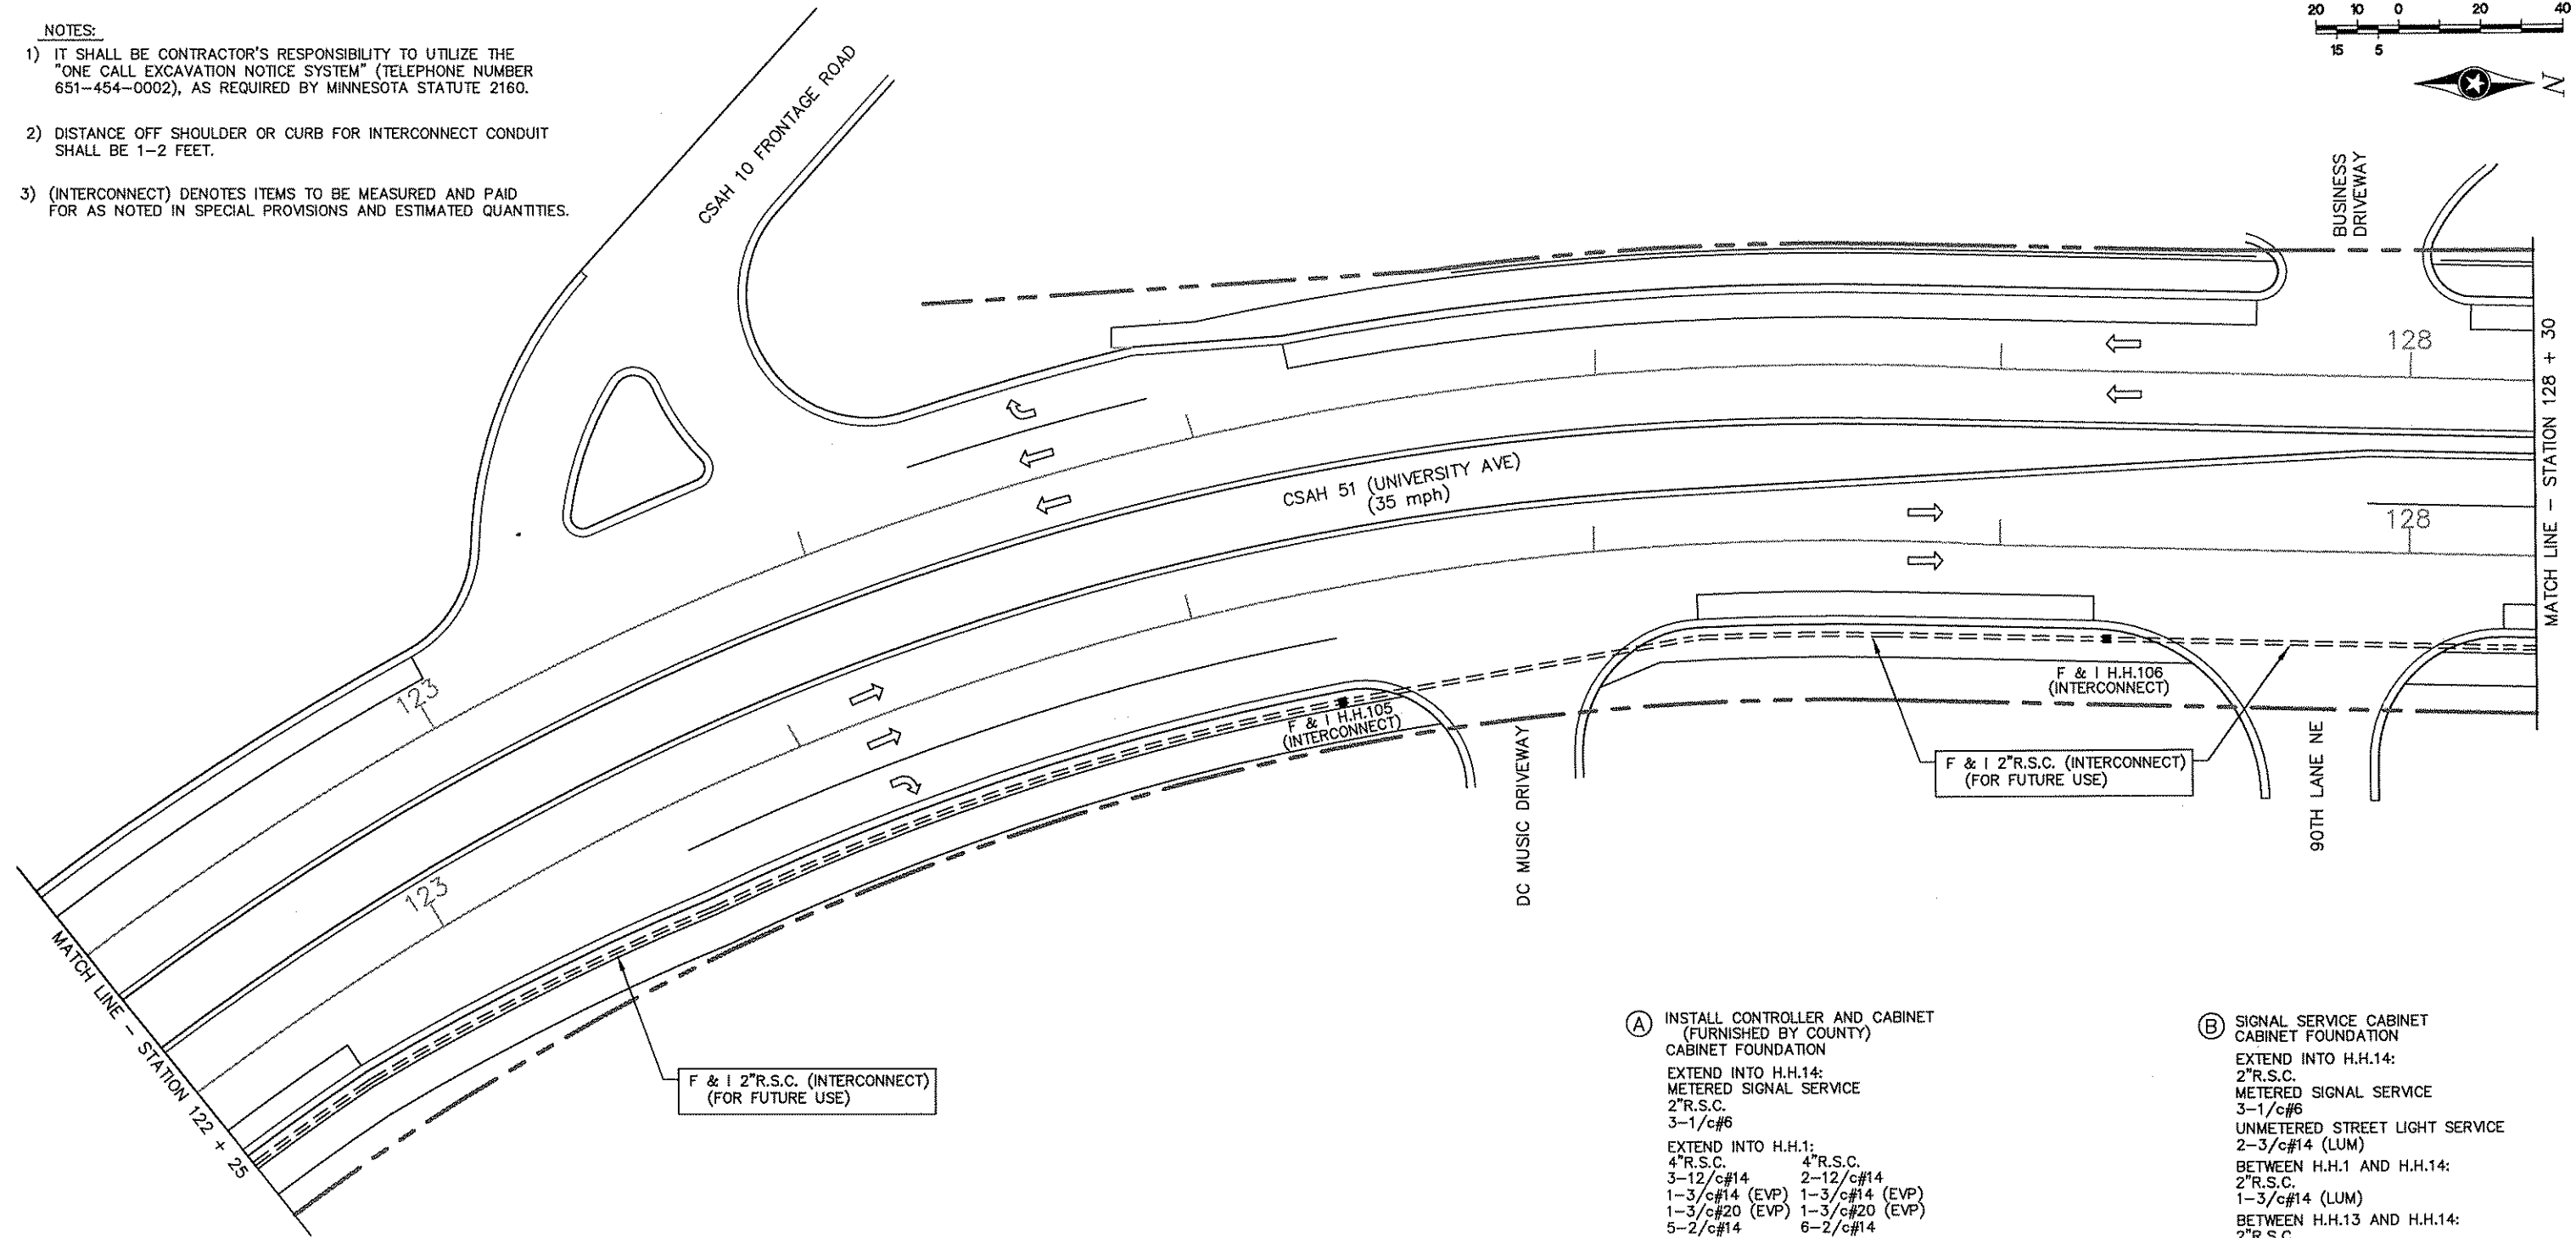 NOTES:
1) IT SHALL BE CONTRACTOR'S RESPONSIBILITY TO UTILIZE THE
"ONE CALL EXCAVATION NOTICE SYSTEM" (TELEPHONE NUMBER
651-454-0002), AS REQUIRED BY MINNESOTA STATUTE 2160.
2) DISTANCE OFF SHOULDER OR CURB FOR INTERCONNECT CONDUIT
SHALL BE 1-2 FEET.
3) (INTERCONNECT) DENOTES ITEMS TO BE MEASURED AND PAID
FOR AS NOTED IN SPECIAL PROVISIONS AND ESTIMATED QUANTITIES.
CSAH 10 FRONTAGE ROAD
20 10 0 20 40
15 5
N
BUSINESS
DRIVEWAY
128
MATCH LINE - STATION 128 + 30
CSAH 51 (UNIVERSITY AVE)
(35 mph)
128
123
123
F & I H.H.105
(INTERCONNECT)
F & I H.H.106
(INTERCONNECT)
F & I 2"R.S.C. (INTERCONNECT)
(FOR FUTURE USE)
DC MUSIC DRIVEWAY
90TH LANE NE
MATCH LINE - STATION 122 + 25
F & I 2"R.S.C. (INTERCONNECT)
(FOR FUTURE USE)
A INSTALL CONTROLLER AND CABINET
(FURNISHED BY COUNTY)
CABINET FOUNDATION
EXTEND INTO H.H.14:
METERED SIGNAL SERVICE
2"R.S.C.
3-1/c#6
EXTEND INTO H.H.1:
4"R.S.C. 4"R.S.C.
3-12/c#14 2-12/c#14
1-3/c#14 (EVP) 1-3/c#14 (EVP)
1-3/c#20 (EVP) 1-3/c#20 (EVP)
5-2/c#14 6-2/c#14
B SIGNAL SERVICE CABINET
CABINET FOUNDATION
EXTEND INTO H.H.14:
2"R.S.C.
METERED SIGNAL SERVICE
3-1/c#6
UNMETERED STREET LIGHT SERVICE
2-3/c#14 (LUM)
BETWEEN H.H.1 AND H.H.14:
2"R.S.C.
1-3/c#14 (LUM)
BETWEEN H.H.13 AND H.H.14:
2"R.S.C.